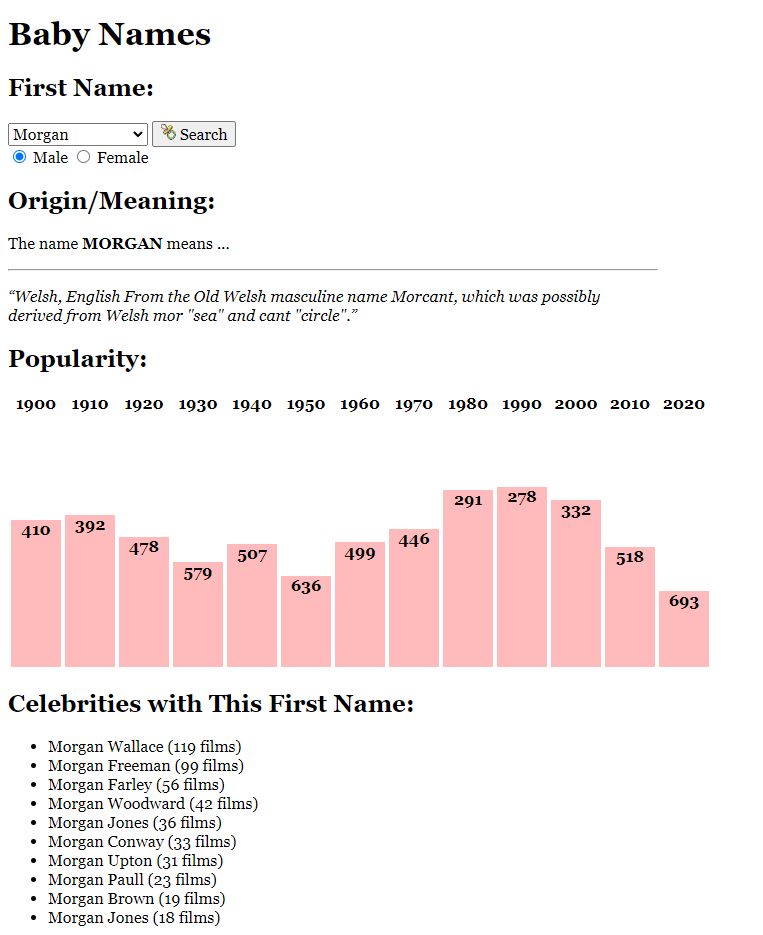 Baby Names
First Name:
Morgan Search
Male Female
Origin/Meaning:
The name MORGAN means ...
“Welsh, English From the Old Welsh masculine name Morcant, which was possibly
derived from Welsh mor "sea" and cant "circle".”
Popularity:
1900 1910 1920 1930 1940 1950 1960 1970 1980 1990 2000 2010 2020
410 392 478 579 507 636 499 446 291 278 332 518 693
Celebrities with This First Name:
• Morgan Wallace (119 films)
• Morgan Freeman (99 films)
• Morgan Farley (56 films)
• Morgan Woodward (42 films)
• Morgan Jones (36 films)
• Morgan Conway (33 films)
• Morgan Upton (31 films)
• Morgan Paull (23 films)
• Morgan Brown (19 films)
• Morgan Jones (18 films)